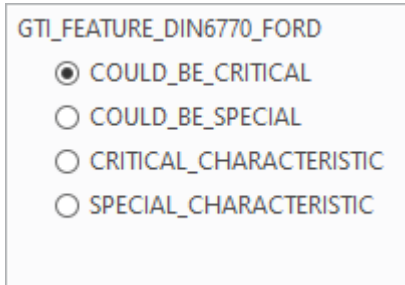 GTI_FEATURE_DIN6770_FORD
COULD_BE_CRITICAL
COULD_BE_SPECIAL
CRITICAL_CHARACTERISTIC
SPECIAL_CHARACTERISTIC